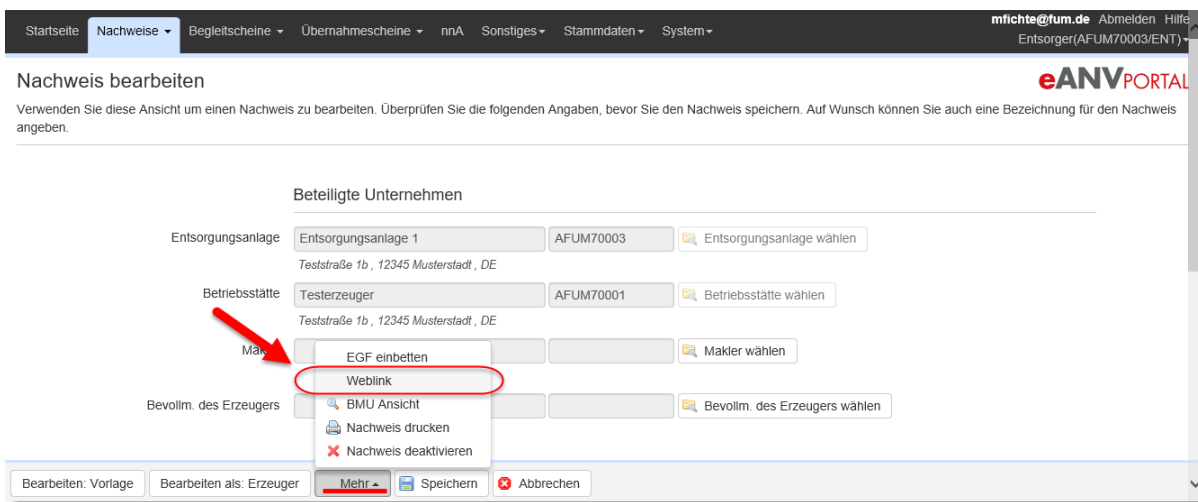 mfichte@fum.de Abmelden Hilfe
Startseite Nachweise Begleitscheine Übernahmescheine nnA Sonstiges Stammdaten System
Entsorger(AFUM70003/ENT)
Nachweis bearbeiten
eANVPORTAL
Verwenden Sie diese Ansicht um einen Nachweis zu bearbeiten. Überprüfen Sie die folgenden Angaben, bevor Sie den Nachweis speichern. Auf Wunsch können Sie auch eine Bezeichnung für den Nachweis
angeben.
Beteiligte Unternehmen
Entsorgungsanlage Entsorgungsanlage 1 AFUM70003 Entsorgungsanlage wählen
Teststraße 1b , 12345 Musterstadt , DE
Betriebsstätte Testerzeuger AFUM70001 Betriebsstätte wählen
Teststraße 1b , 12345 Musterstadt , DE
Makler wählen
EGF einbetten
Weblink
Bevollm. des Erzeugers BMU Ansicht Bevollm. des Erzeugers wählen
Nachweis drucken
Nachweis deaktivieren
Bearbeiten: Vorlage Bearbeiten als: Erzeuger Mehr Speichern Abbrechen